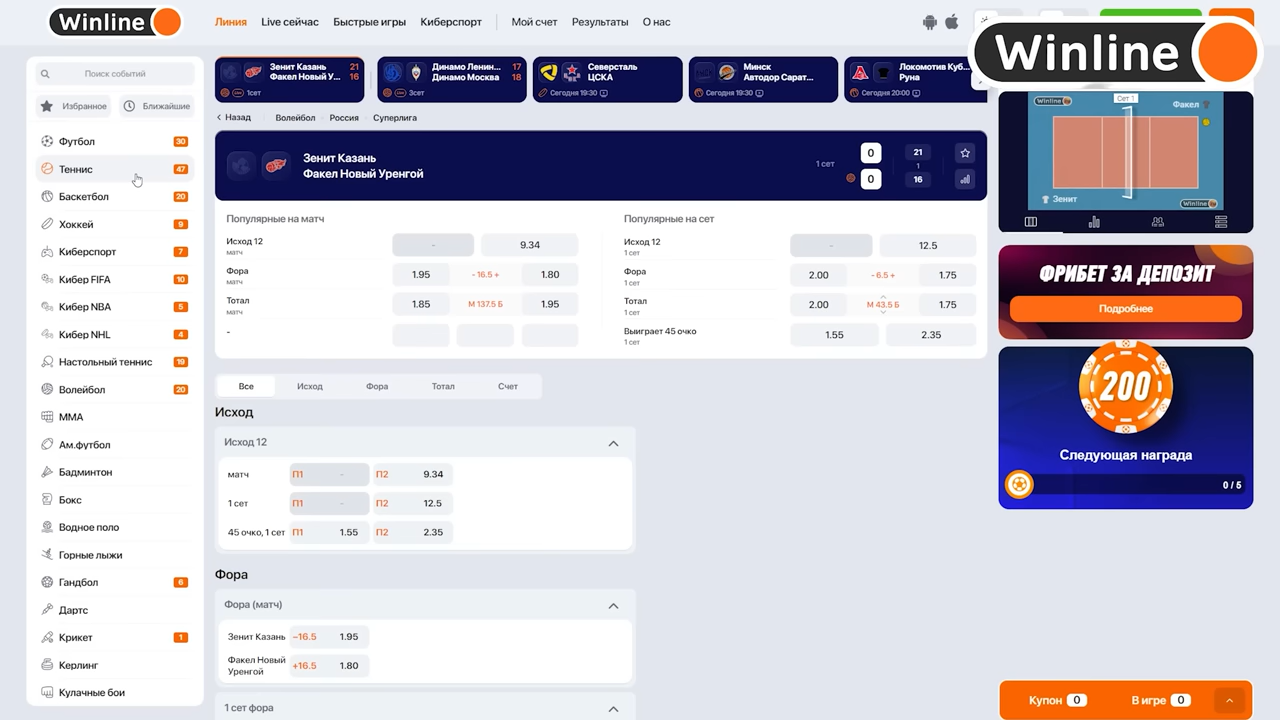 Winline
Линия Live сейчас Быстрые игры Киберспорт Мой счет Результаты О нас
Winline
Поиск событий
Избранное Ближайшие
Футбол 30
Теннис 47
Баскетбол 20
Хоккей 9
Киберспорт 7
Кибер FIFA 10
Кибер NBA 5
Кибер NHL 4
Настольный теннис 19
Волейбол 20
ММА
Ам.футбол
Бадминтон
Бокс
Водное поло
Горные лыжи
Гандбол 6
Дартс
Крикет 1
Керлинг
Кулачные бои
Зенит Казань 21
Факел Новый У... 16
1сет
Динамо Ленин... 17
Динамо Москва 18
3сет
Северсталь
ЦСКА
Сегодня 19:30
Минск
Автодор Сарат...
Сегодня 19:30
Локомотив Куб...
Руна
Сегодня 20:00
Назад Волейбол Россия Суперлига
Зенит Казань
Факел Новый Уренгой
1 сет
0 21
1
0 16
Популярные на матч
Исход 12 - 9.34
матч
Фора 1.95 - 16.5 + 1.80
матч
Тотал 1.85 М 137.5 Б 1.95
матч
-
Популярные на сет
Исход 12 - 12.5
1 сет
Фора 2.00 - 6.5 + 1.75
1 сет
Тотал 2.00 М 43.5 Б 1.75
1 сет
Выиграет 45 очко 1.55 2.35
1 сет
Все Исход Фора Тотал Счет
Исход
Исход 12
матч П1 - П2 9.34
1 сет П1 - П2 12.5
45 очко, 1 сет П1 1.55 П2 2.35
Фора
Фора (матч)
Зенит Казань −16.5 1.95
Факел Новый
Уренгой +16.5 1.80
1 сет фора
Winline Сет 1 Факел
Зенит Winline
ФРИБЕТ ЗА ДЕПОЗИТ
Подробнее
200
Следующая награда
0 / 5
Купон 0 В игре 0